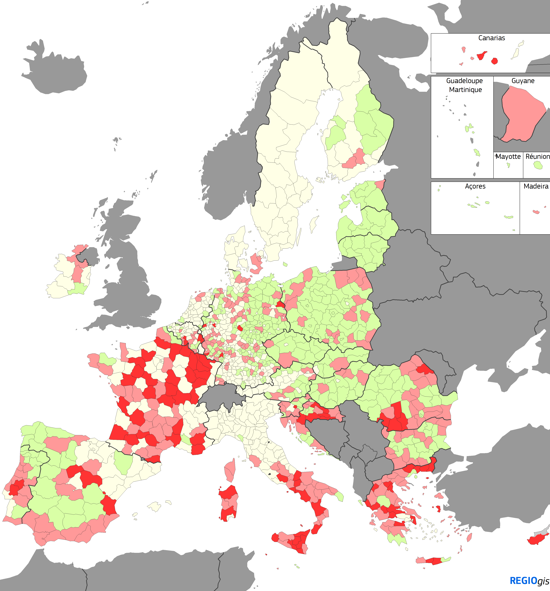 Canarias
Guadeloupe
Martinique
Guyane
Mayotte
Réunion
Açores
Madeira
REGIOgis